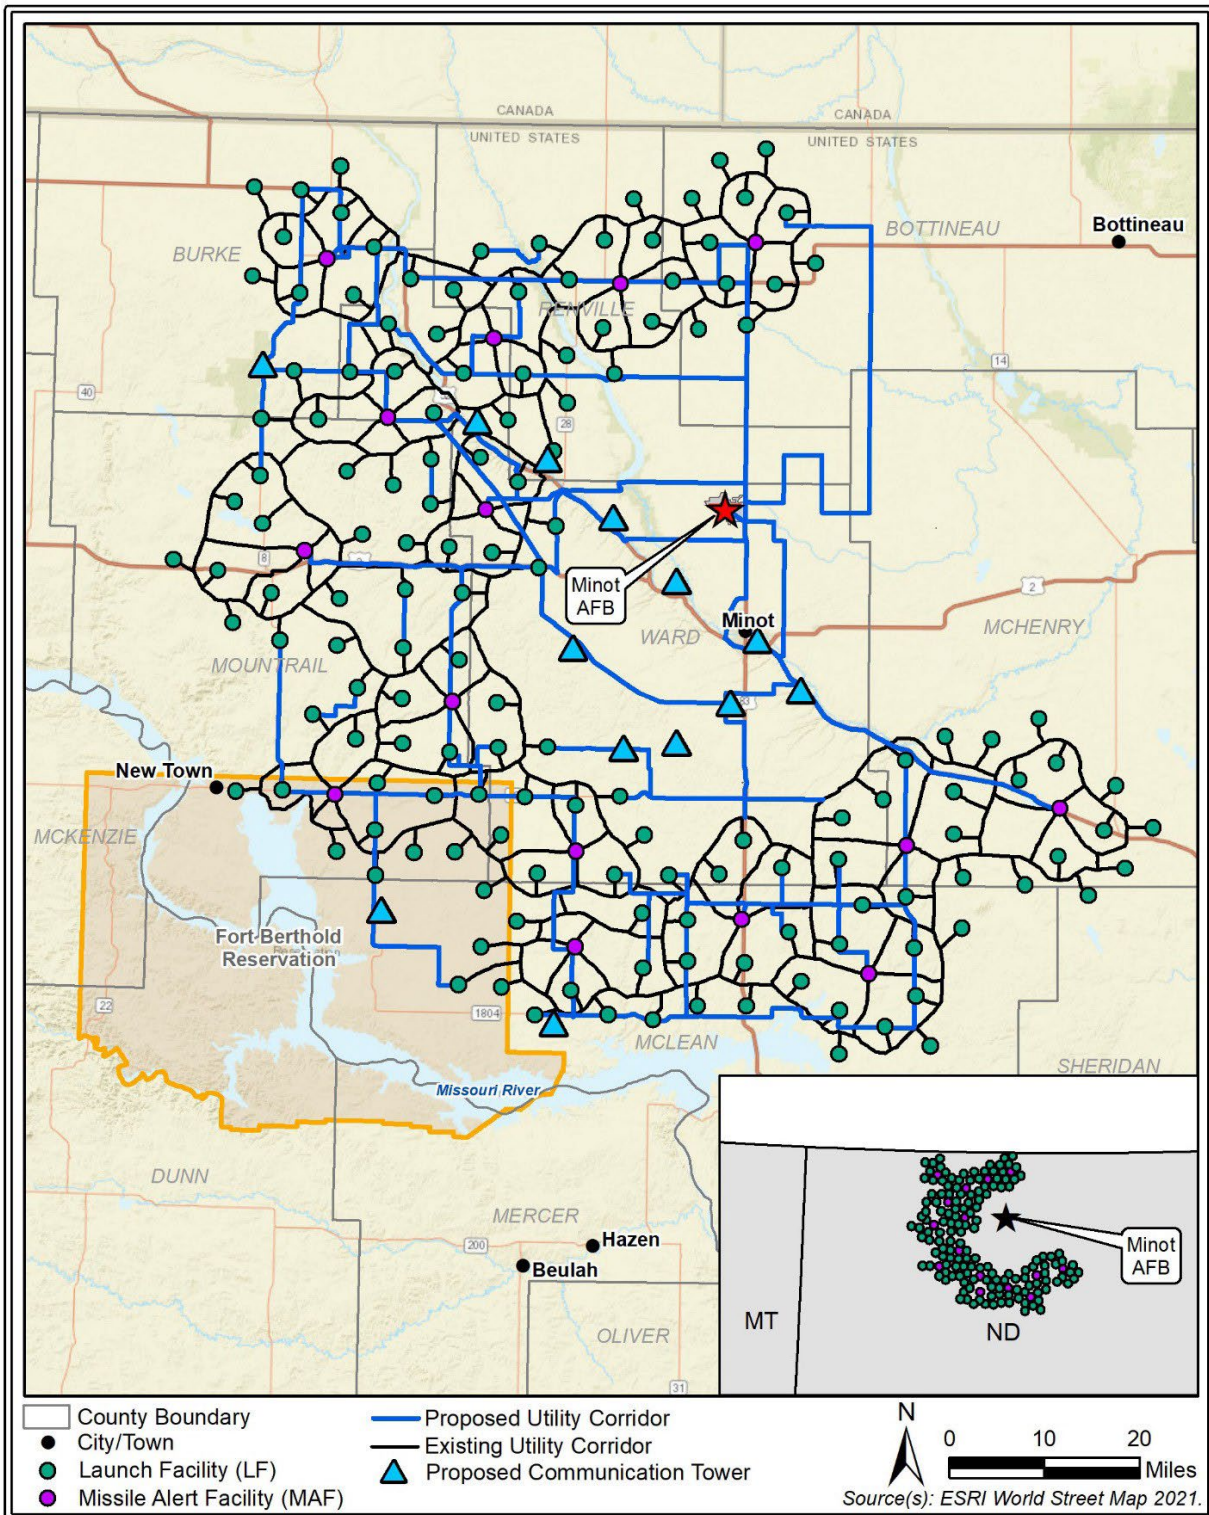 CANADA
UNITED STATES
CANADA
UNITED STATES
BURKE
BOTTINEAU
Bottineau
RENVILLE
14
40
28
8
2
Minot
AFB
Minot
WARD
MCHENRY
MOUNTRAIL
83
New Town
MCKENZIE
Fort Berthold
Reservation
22
1804
MCLEAN
SHERIDAN
Missouri River
DUNN
MERCER
200
Hazen
Beulah
OLIVER
31
MT
ND
Minot
AFB
County Boundary
City/Town
Launch Facility (LF)
Missile Alert Facility (MAF)
Proposed Utility Corridor
Existing Utility Corridor
Proposed Communication Tower
N
0 10 20
Miles
Source(s): ESRI World Street Map 2021.